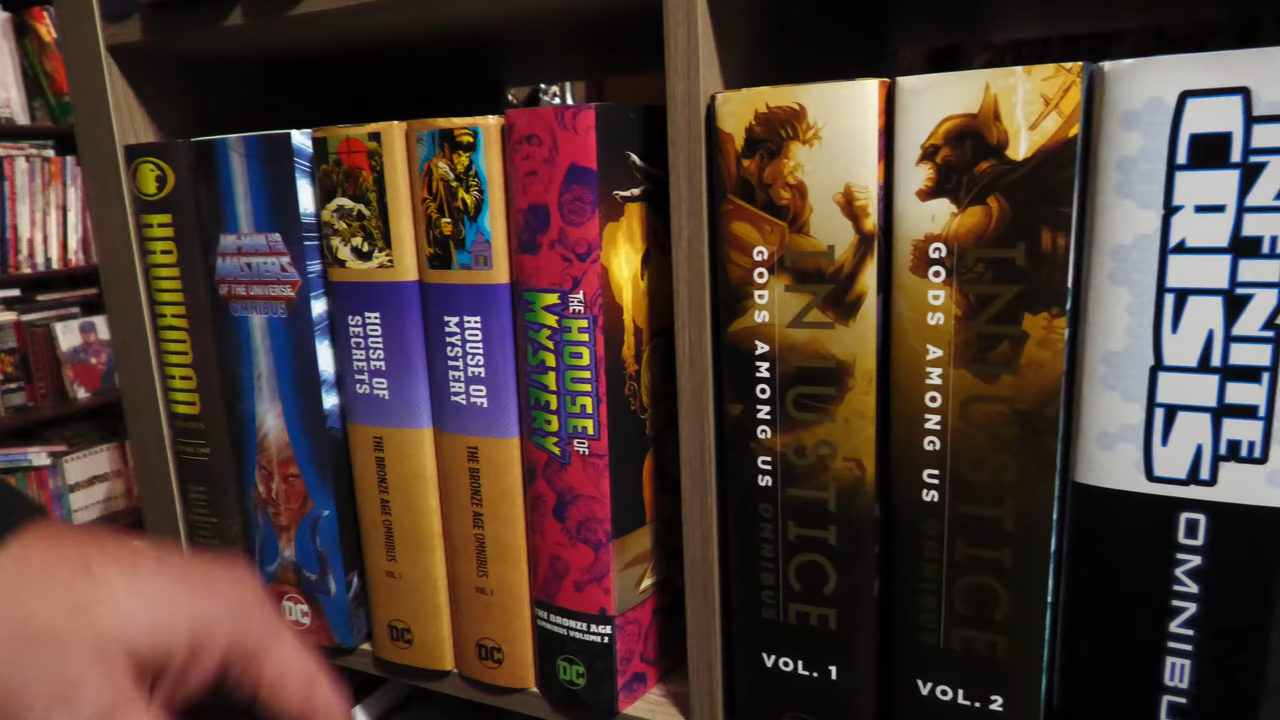 HAWKMAN
HE-MAN AND THE
MASTERS
OF THE UNIVERSE
OMNIBUS
DC
HOUSE OF
SECRETS
THE BRONZE AGE OMNIBUS
VOL. 1
DC
HOUSE OF
MYSTERY
THE BRONZE AGE OMNIBUS
VOL. 1
DC
THE HOUSE OF
MYSTERY
THE BRONZE AGE
OMNIBUS VOLUME 2
DC
INJUSTICE
GODS AMONG US OMNIBUS
VOL. 1
INJUSTICE
GODS AMONG US OMNIBUS
VOL. 2
INFINITE
CRISIS
OMNIBU